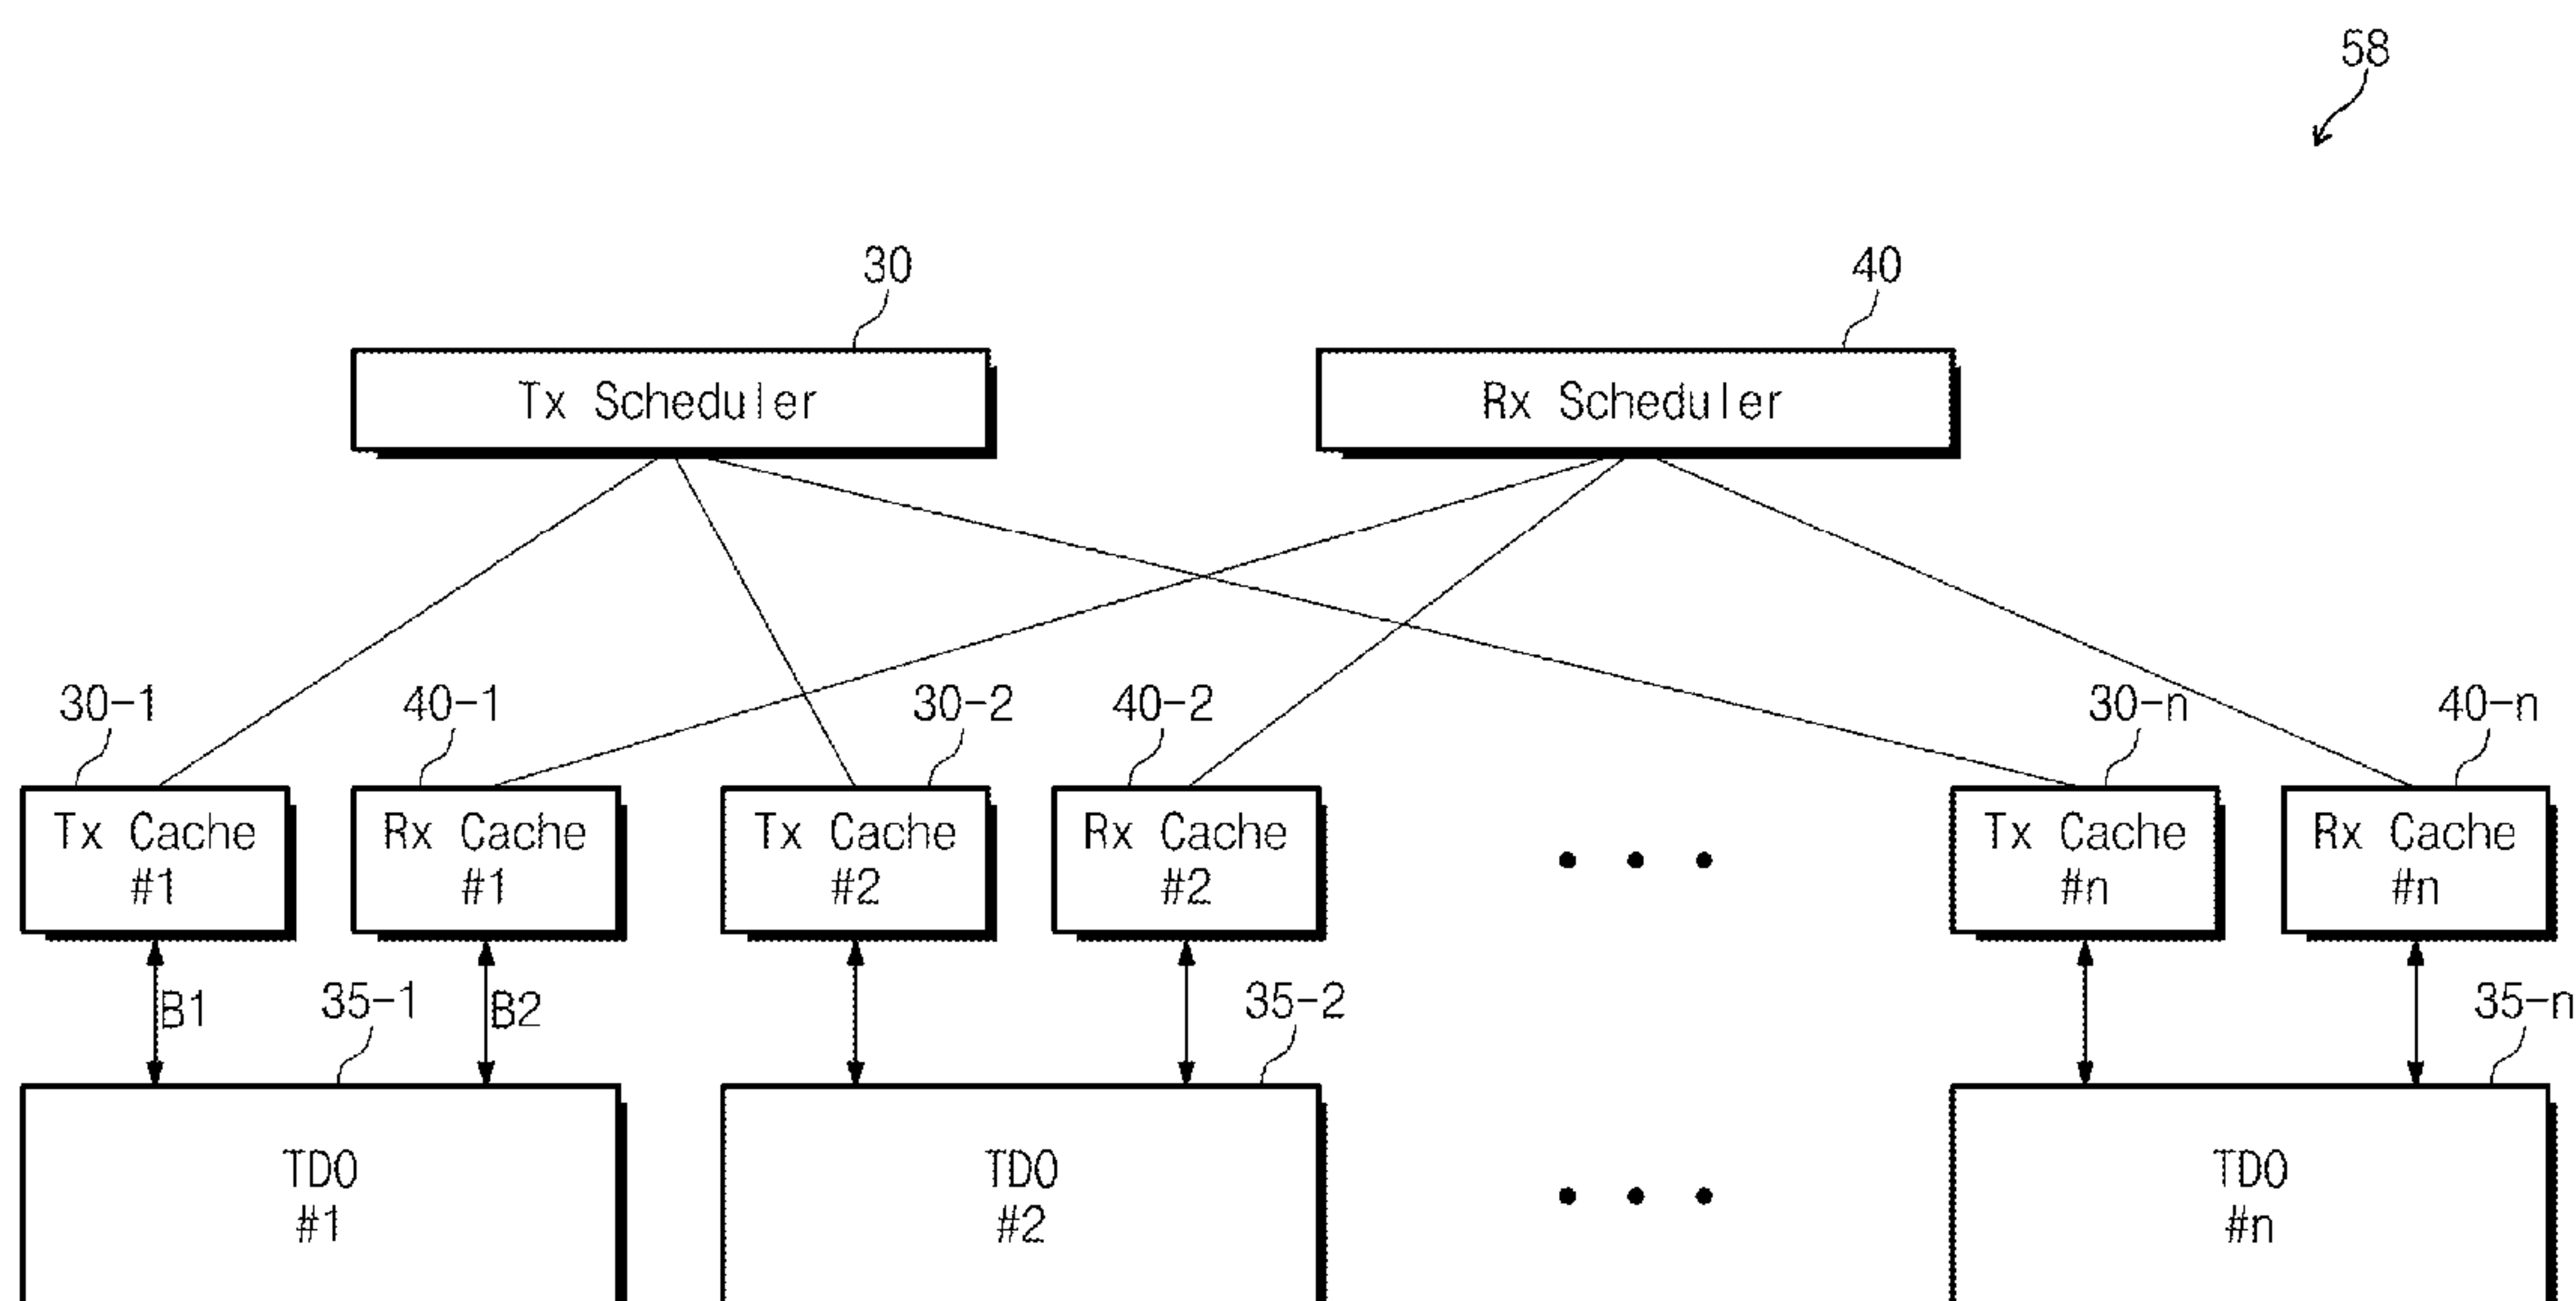 58
30
40
Tx Scheduler
Rx Scheduler
30-1
40-1
30-2
40-2
30-n
40-n
Tx Cache
#1
Rx Cache
#1
Tx Cache
#2
Rx Cache
#2
Tx Cache
#n
Rx Cache
#n
B1
35-1
B2
35-2
35-n
TDO
#1
TDO
#2
TDO
#n